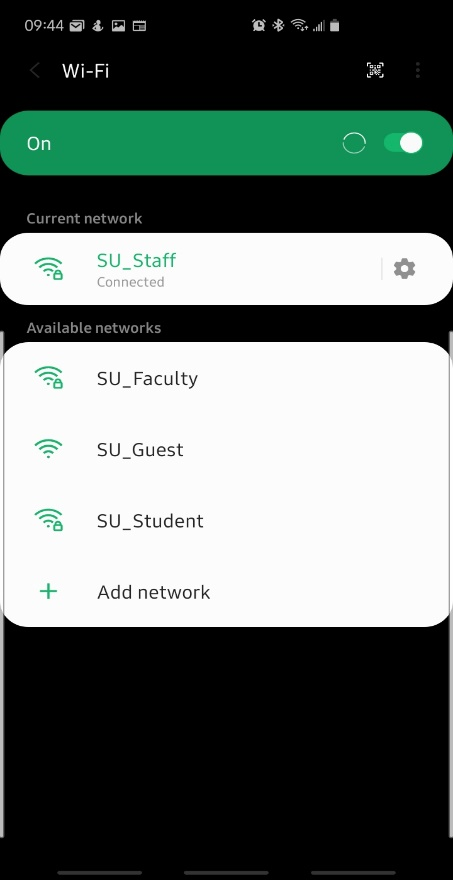 09:44
Wi-Fi
On
Current network
SU_Staff
Connected
Available networks
SU_Faculty
SU_Guest
SU_Student
Add network